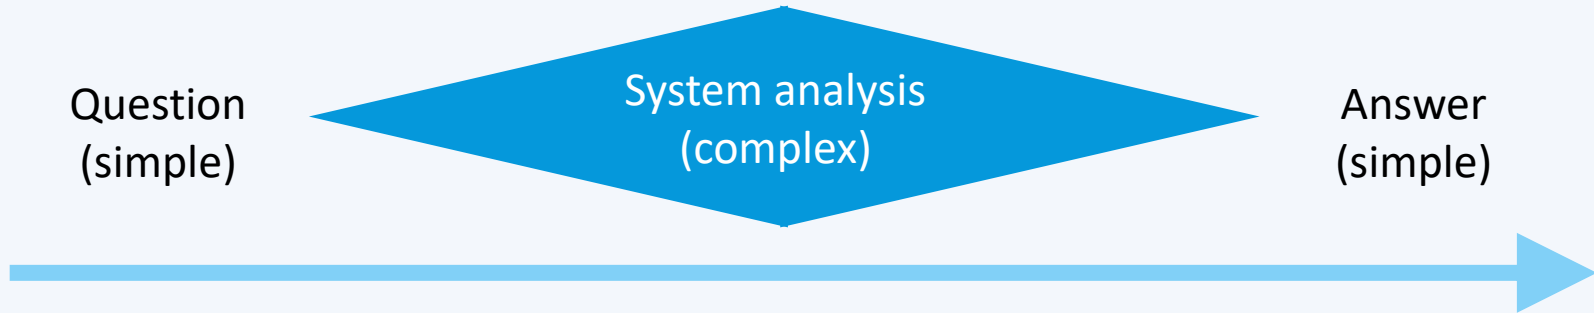 Question
(simple)
System analysis
(complex)
Answer
(simple)